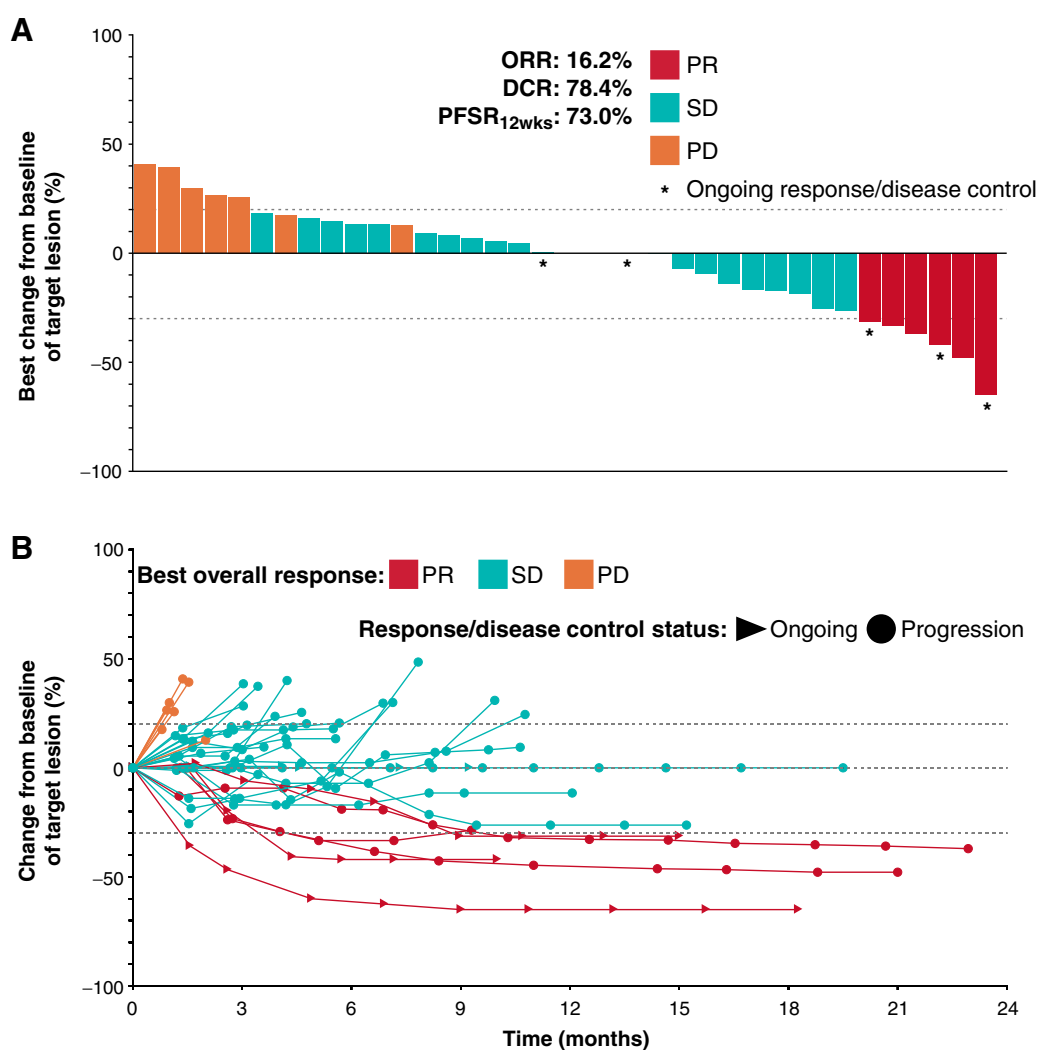 A
100
50
0
−50
−100
Best change from baseline
of target lesion (%)
ORR: 16.2%
DCR: 78.4%
PFSR12wks: 73.0%
PR
SD
PD
* Ongoing response/disease control
*
*
*
*
*
B
100
50
0
−50
−100
Change from baseline
of target lesion (%)
Best overall response: PR SD PD
Response/disease control status: Ongoing Progression
0 3 6 9 12 15 18 21 24
Time (months)